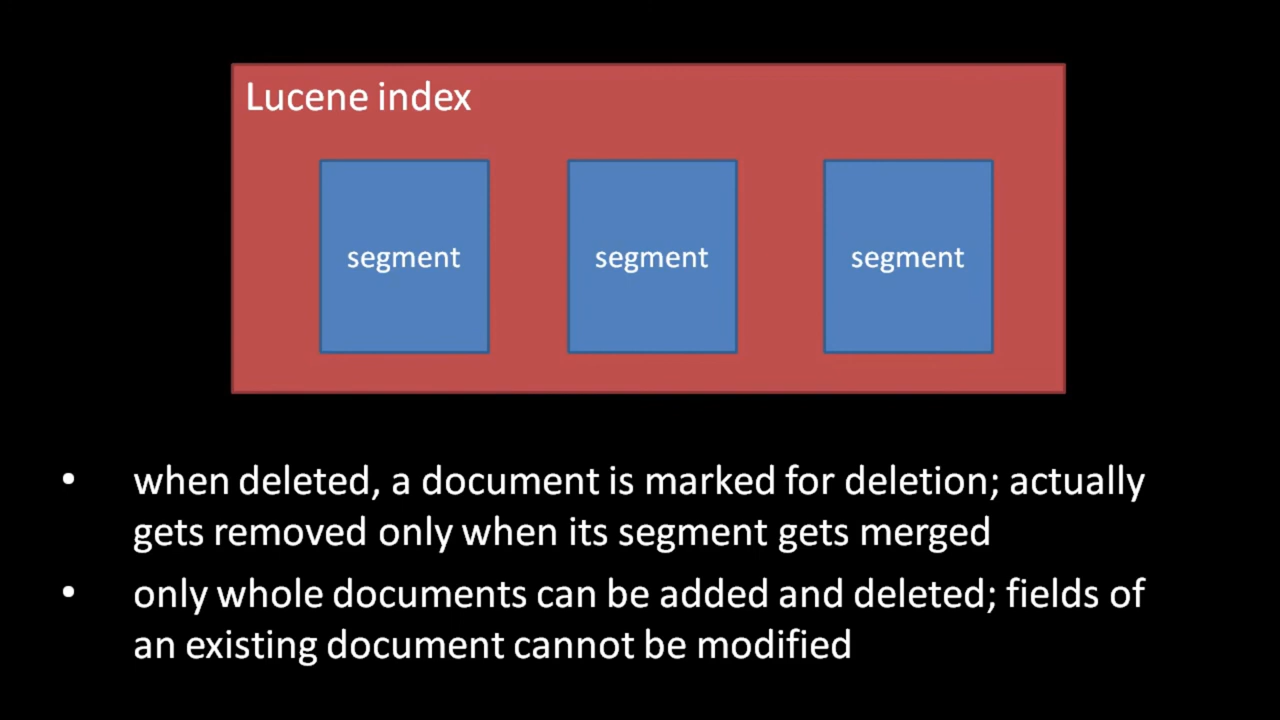 Lucene index
segment
segment
segment
• when deleted, a document is marked for deletion; actually
gets removed only when its segment gets merged
• only whole documents can be added and deleted; fields of
an existing document cannot be modified